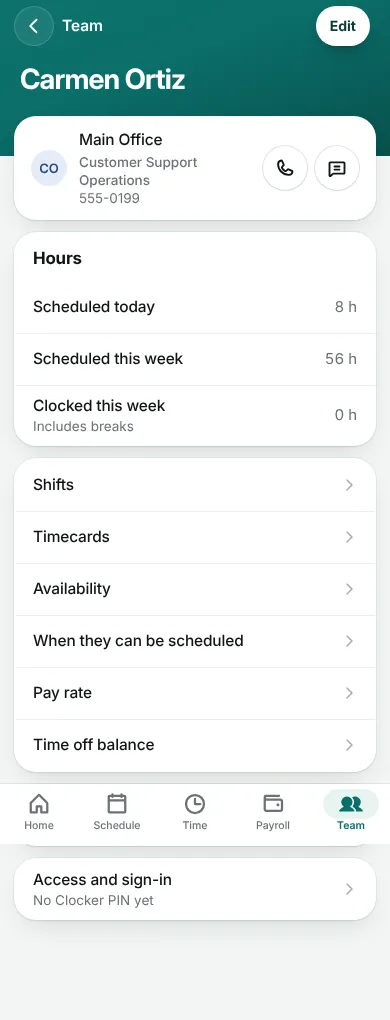 Team
Edit
Carmen Ortiz
CO
Main Office
Customer Support
Operations
555-0199
Hours
Scheduled today
8 h
Scheduled this week
56 h
Clocked this week
Includes breaks
0 h
Shifts
Timecards
Availability
When they can be scheduled
Pay rate
Time off balance
Home
Schedule
Time
Payroll
Team
Access and sign-in
No Clocker PIN yet